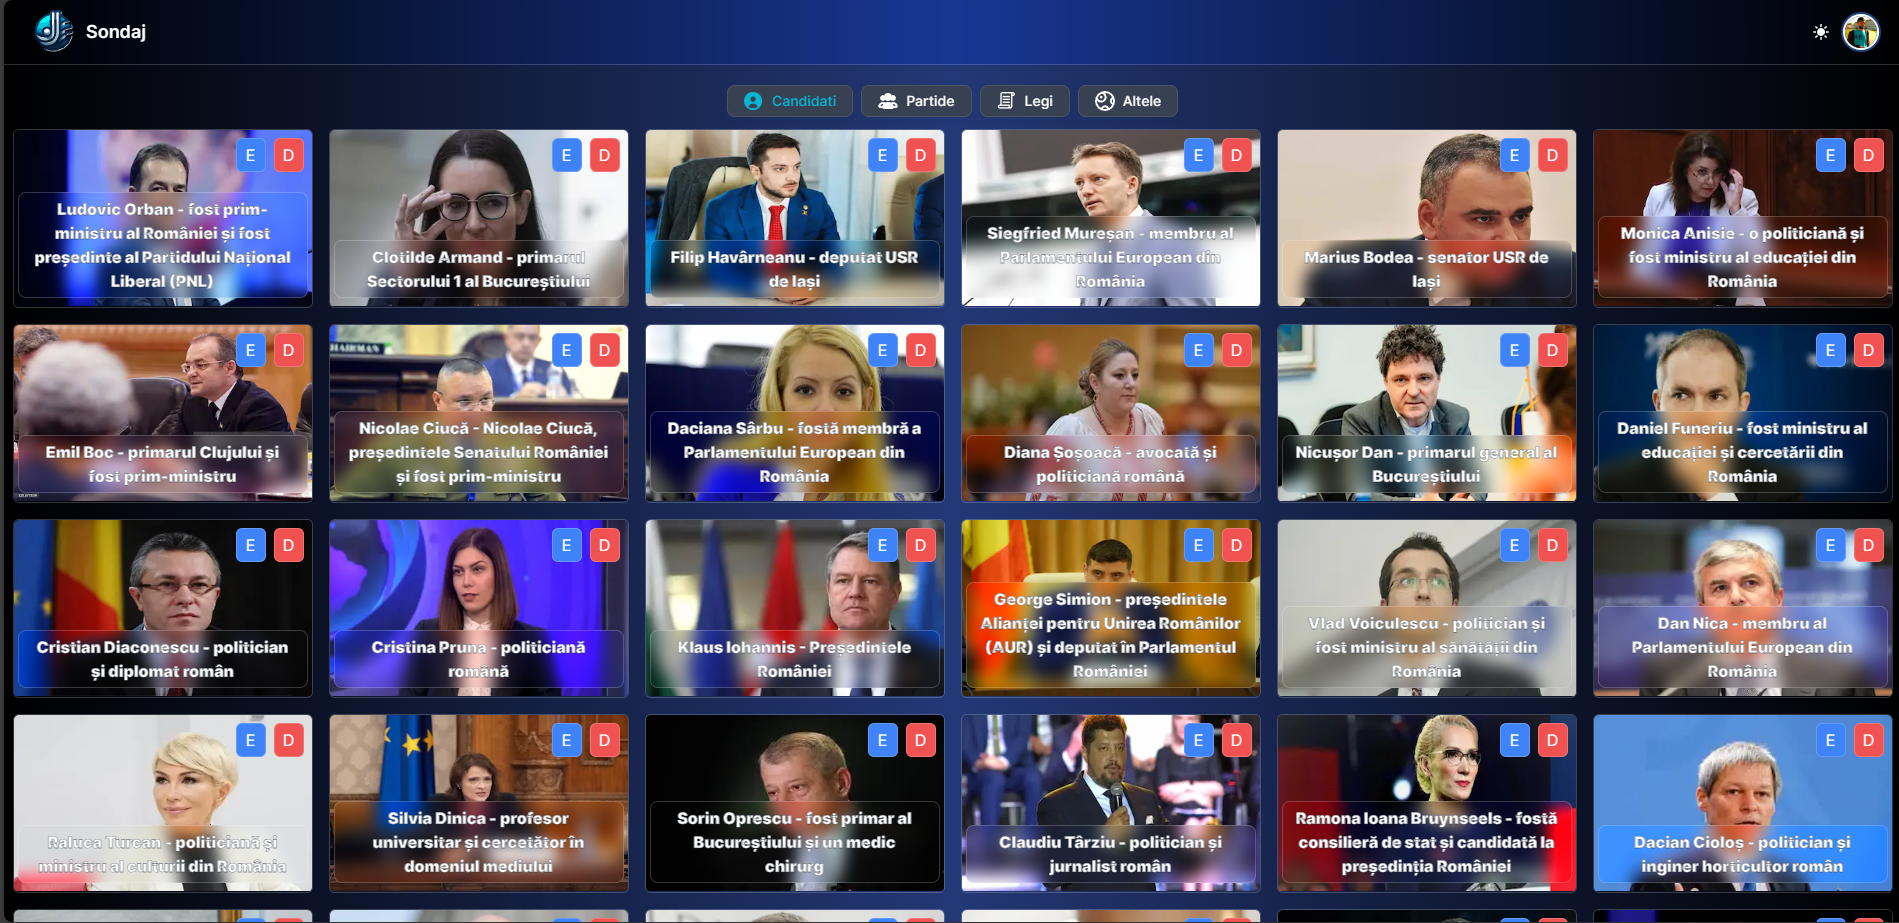 Sondaj
Candidati
Partide
Legi
Altele
E D
Ludovic Orban - fost prim-
ministru al României și fost
președinte al Partidului Național
Liberal (PNL)
E D
Clotilde Armand - primarul
Sectorului 1 al Bucureștiului
E D
Filip Havârneanu - deputat USR
de Iași
E D
Siegfried Mureșan - membru al
Parlamentului European din
România
E D
Marius Bodea - senator USR de
Iași
E D
Monica Anisie - o politiciană și
fost ministru al educației din
România
E D
Emil Boc - primarul Clujului și
fost prim-ministru
CHAIRMAN
E D
Nicolae Ciucă - Nicolae Ciucă,
președintele Senatului României
și fost prim-ministru
E D
Daciana Sârbu - fostă membră a
Parlamentului European din
România
E D
Diana Șoșoacă - avocată și
politiciană română
E D
Nicușor Dan - primarul general al
Bucureștiului
E D
Daniel Funeriu - fost ministru al
educației și cercetării din
România
E D
Cristian Diaconescu - politician
și diplomat român
E D
Cristina Pruna - politiciană
română
E D
Klaus Iohannis - Președintele
României
E D
George Simion - președintele
Alianței pentru Unirea Românilor
(AUR) și deputat în Parlamentul
României
E D
Vlad Voiculescu - politician și
fost ministru al sănătății din
România
E D
Dan Nica - membru al
Parlamentului European din
România
E D
Raluca Turcan - politiciană și
ministru al culturii din România
E D
Silvia Dinica - profesor
universitar și cercetător în
domeniul mediului
E D
Sorin Oprescu - fost primar al
Bucureștiului și un medic
chirurg
E D
Claudiu Târziu - politician și
jurnalist român
E D
Ramona Ioana Bruynseels - fostă
consilieră de stat și candidată la
președinția României
E D
Dacian Cioloș - politician și
inginer horticultor român